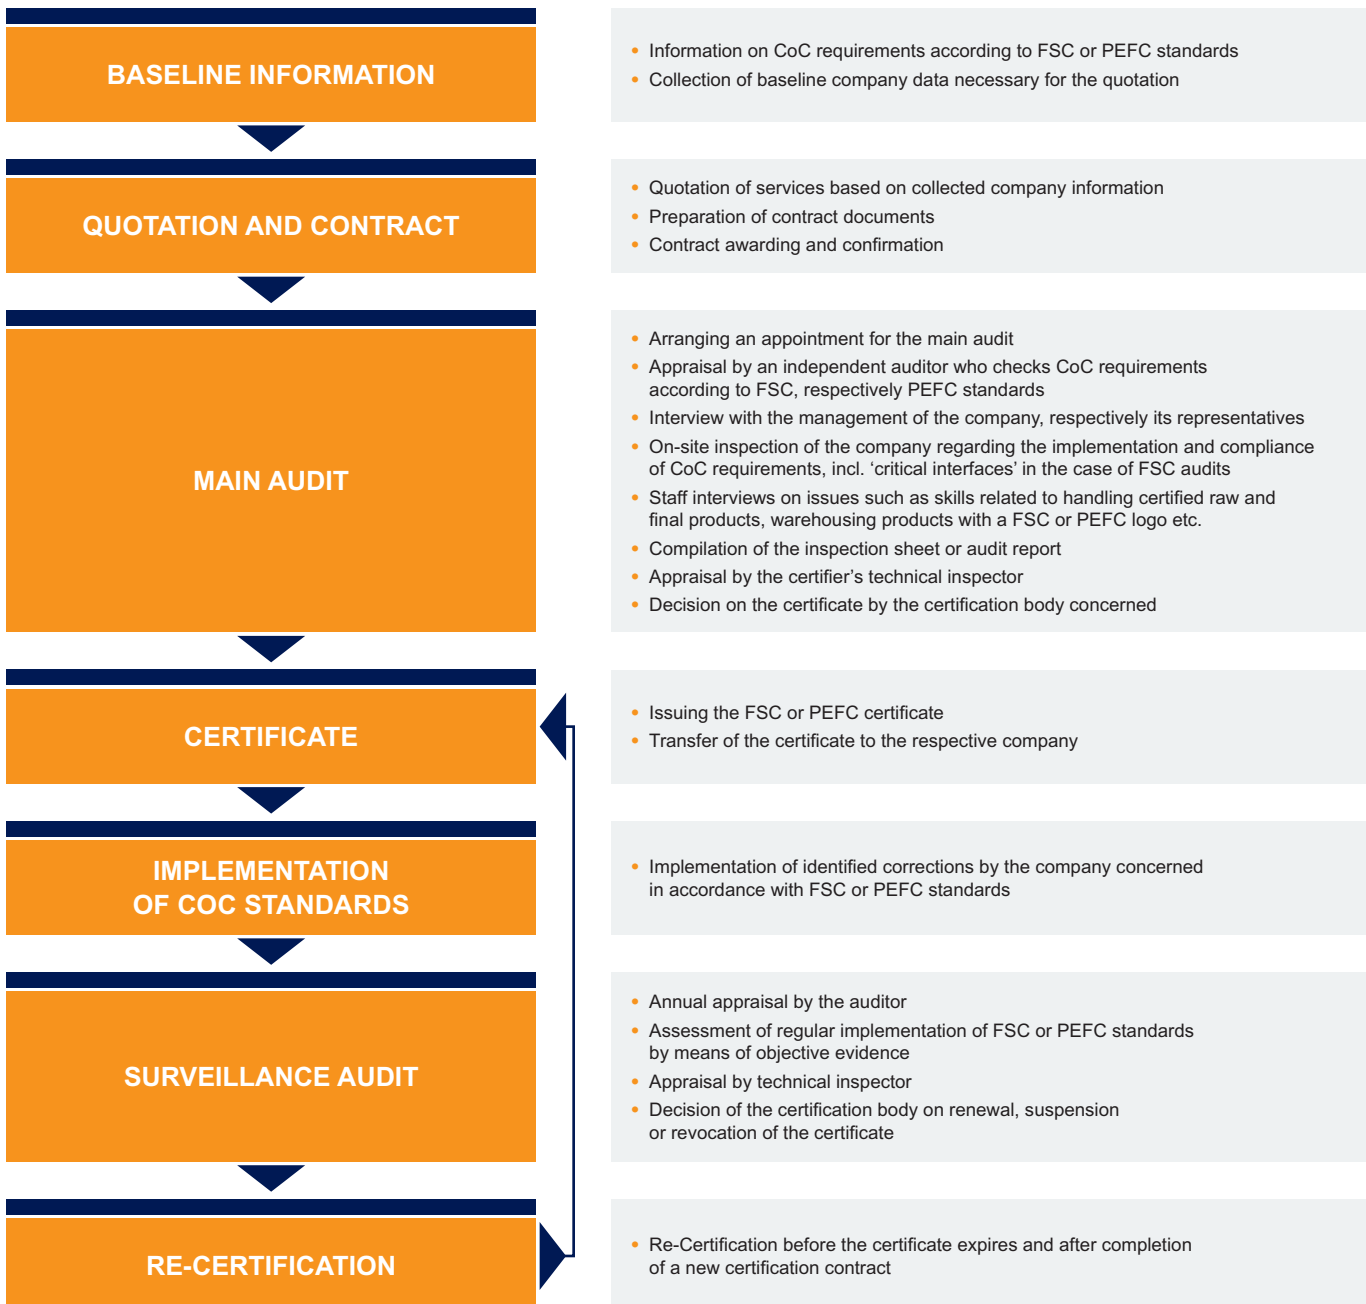 BASELINE INFORMATION
• Information on CoC requirements according to FSC or PEFC standards
• Collection of baseline company data necessary for the quotation
QUOTATION AND CONTRACT
• Quotation of services based on collected company information
• Preparation of contract documents
• Contract awarding and confirmation
MAIN AUDIT
• Arranging an appointment for the main audit
• Appraisal by an independent auditor who checks CoC requirements
according to FSC, respectively PEFC standards
• Interview with the management of the company, respectively its representatives
• On-site inspection of the company regarding the implementation and compliance
of CoC requirements, incl. ‘critical interfaces’ in the case of FSC audits
• Staff interviews on issues such as skills related to handling certified raw and
final products, warehousing products with a FSC or PEFC logo etc.
• Compilation of the inspection sheet or audit report
• Appraisal by the certifier’s technical inspector
• Decision on the certificate by the certification body concerned
CERTIFICATE
• Issuing the FSC or PEFC certificate
• Transfer of the certificate to the respective company
IMPLEMENTATION
OF COC STANDARDS
• Implementation of identified corrections by the company concerned
in accordance with FSC or PEFC standards
SURVEILLANCE AUDIT
• Annual appraisal by the auditor
• Assessment of regular implementation of FSC or PEFC standards
by means of objective evidence
• Appraisal by technical inspector
• Decision of the certification body on renewal, suspension
or revocation of the certificate
RE-CERTIFICATION
• Re-Certification before the certificate expires and after completion
of a new certification contract